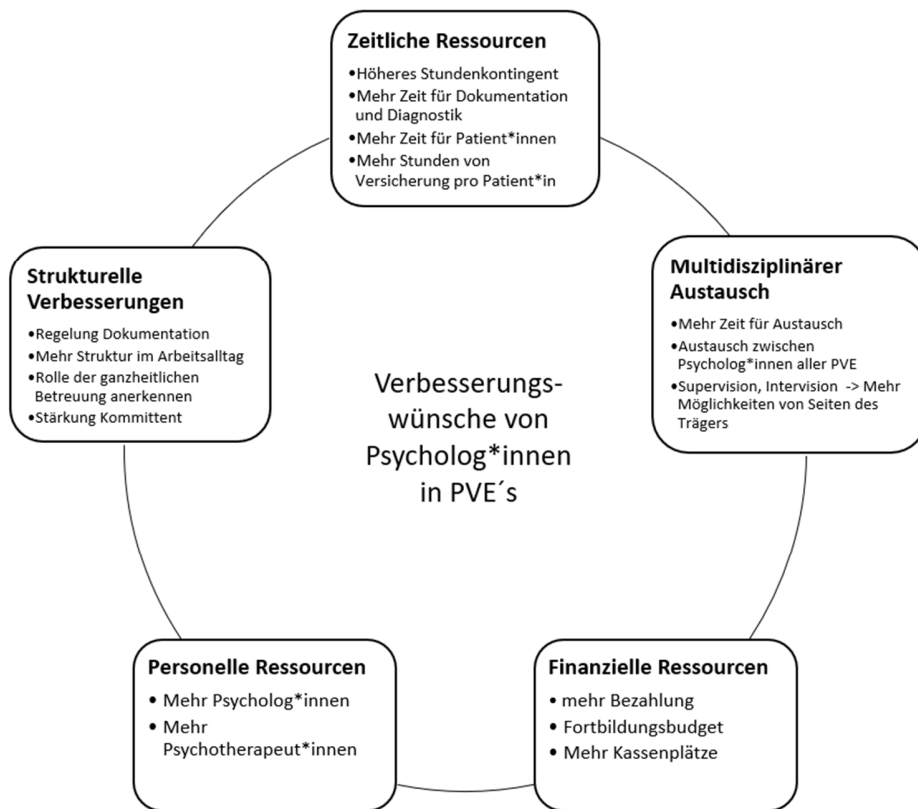 Zeitliche Ressourcen
•Höheres Stundenkontingent
•Mehr Zeit für Dokumentation
und Diagnostik
•Mehr Zeit für Patient*innen
•Mehr Stunden von
Versicherung pro Patient*in
Strukturelle
Verbesserungen
•Regelung Dokumentation
•Mehr Struktur im Arbeitsalltag
•Rolle der ganzheitlichen
Betreuung anerkennen
•Stärkung Kommittent
Multidisziplinärer
Austausch
•Mehr Zeit für Austausch
•Austausch zwischen
Psycholog*innen aller PVE
•Supervision, Intervision -> Mehr
Möglichkeiten von Seiten des
Trägers
Verbesserungs-
wünsche von
Psycholog*innen
in PVE´s
Personelle Ressourcen
• Mehr Psycholog*innen
• Mehr
Psychotherapeut*innen
Finanzielle Ressourcen
• mehr Bezahlung
• Fortbildungsbudget
• Mehr Kassenplätze